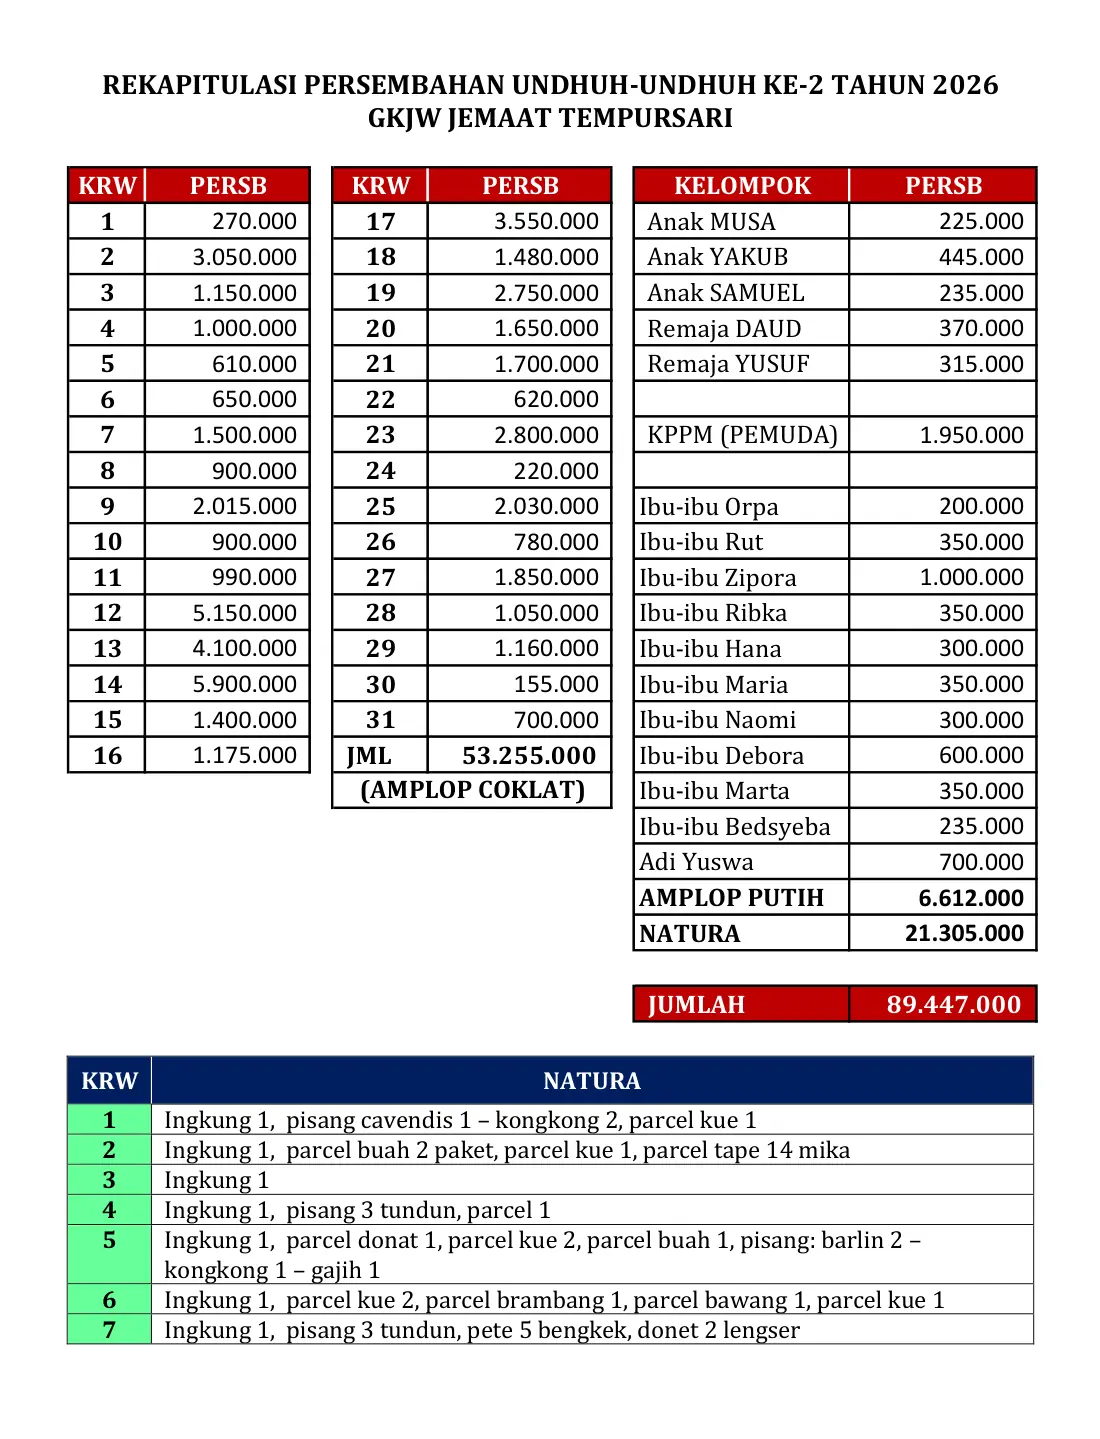 REKAPITULASI PERSEMBAHAN UNDHUH-UNDHUH KE-2 TAHUN 2026
GKJW JEMAAT TEMPURSARI
KRW PERSB
1 270.000
2 3.050.000
3 1.150.000
4 1.000.000
5 610.000
6 650.000
7 1.500.000
8 900.000
9 2.015.000
10 900.000
11 990.000
12 5.150.000
13 4.100.000
14 5.900.000
15 1.400.000
16 1.175.000
KRW PERSB
17 3.550.000
18 1.480.000
19 2.750.000
20 1.650.000
21 1.700.000
22 620.000
23 2.800.000
24 220.000
25 2.030.000
26 780.000
27 1.850.000
28 1.050.000
29 1.160.000
30 155.000
31 700.000
JML 53.255.000
(AMPLOP COKLAT)
KELOMPOK PERSB
Anak MUSA 225.000
Anak YAKUB 445.000
Anak SAMUEL 235.000
Remaja DAUD 370.000
Remaja YUSUF 315.000
KPPM (PEMUDA) 1.950.000
Ibu-ibu Orpa 200.000
Ibu-ibu Rut 350.000
Ibu-ibu Zipora 1.000.000
Ibu-ibu Ribka 350.000
Ibu-ibu Hana 300.000
Ibu-ibu Maria 350.000
Ibu-ibu Naomi 300.000
Ibu-ibu Debora 600.000
Ibu-ibu Marta 350.000
Ibu-ibu Bedsyeba 235.000
Adi Yuswa 700.000
AMPLOP PUTIH 6.612.000
NATURA 21.305.000
JUMLAH 89.447.000
KRW NATURA
1 Ingkung 1, pisang cavendis 1 – kongkong 2, parcel kue 1
2 Ingkung 1, parcel buah 2 paket, parcel kue 1, parcel tape 14 mika
3 Ingkung 1
4 Ingkung 1, pisang 3 tundun, parcel 1
5 Ingkung 1, parcel donat 1, parcel kue 2, parcel buah 1, pisang: barlin 2 –
kongkong 1 – gajih 1
6 Ingkung 1, parcel kue 2, parcel brambang 1, parcel bawang 1, parcel kue 1
7 Ingkung 1, pisang 3 tundun, pete 5 bengkek, donet 2 lengser